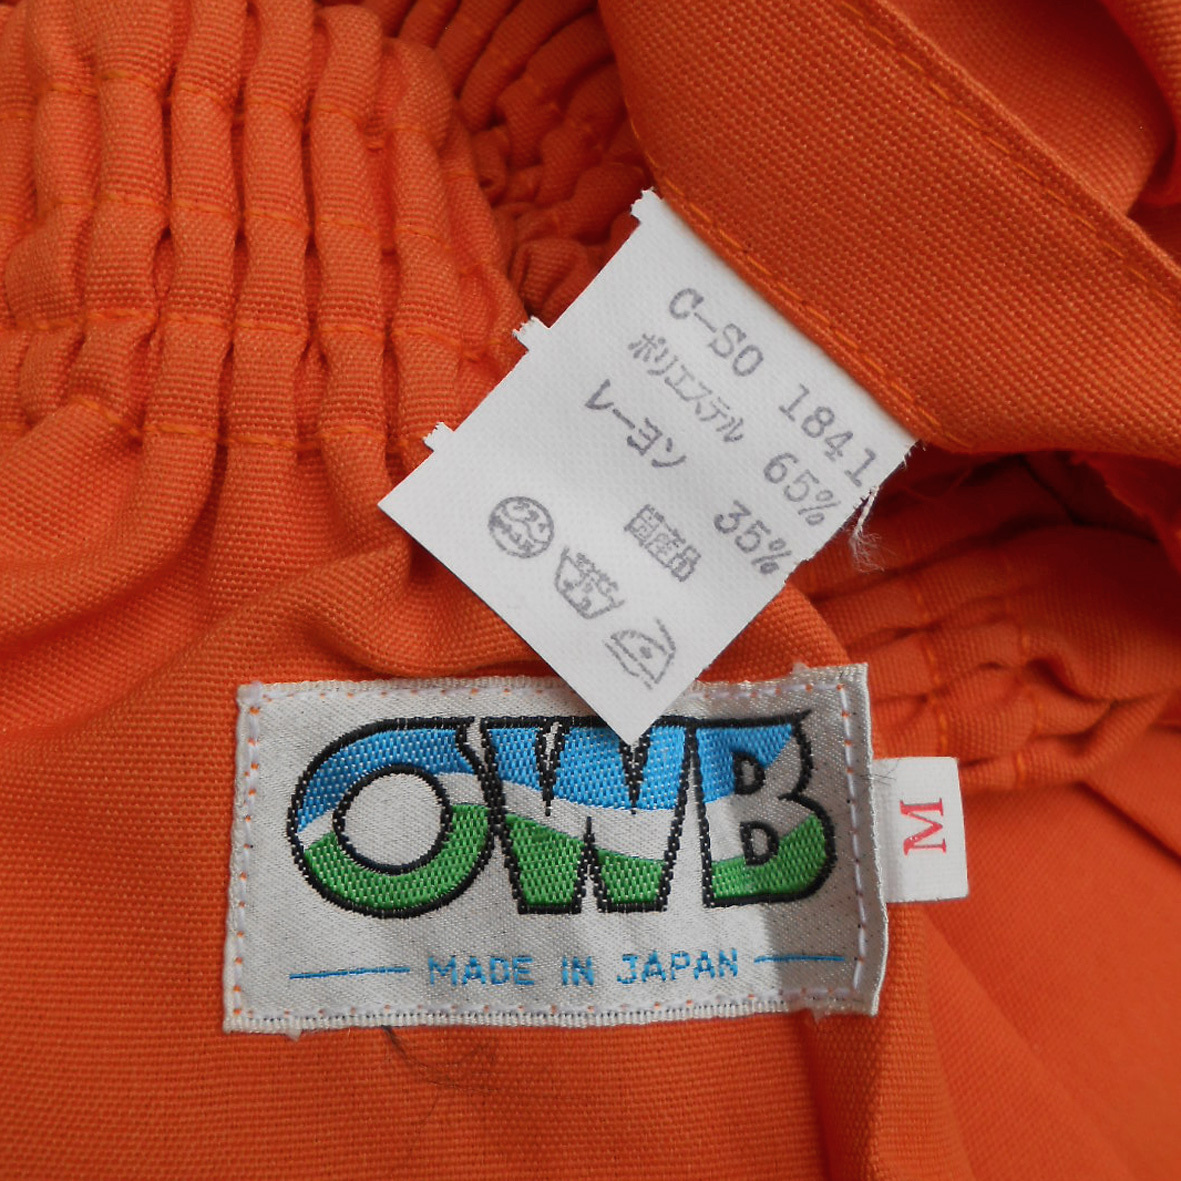 C-SO 1841
ポリエステル 65%
レーヨン 35%
国産品
OWB
MADE IN JAPAN
M